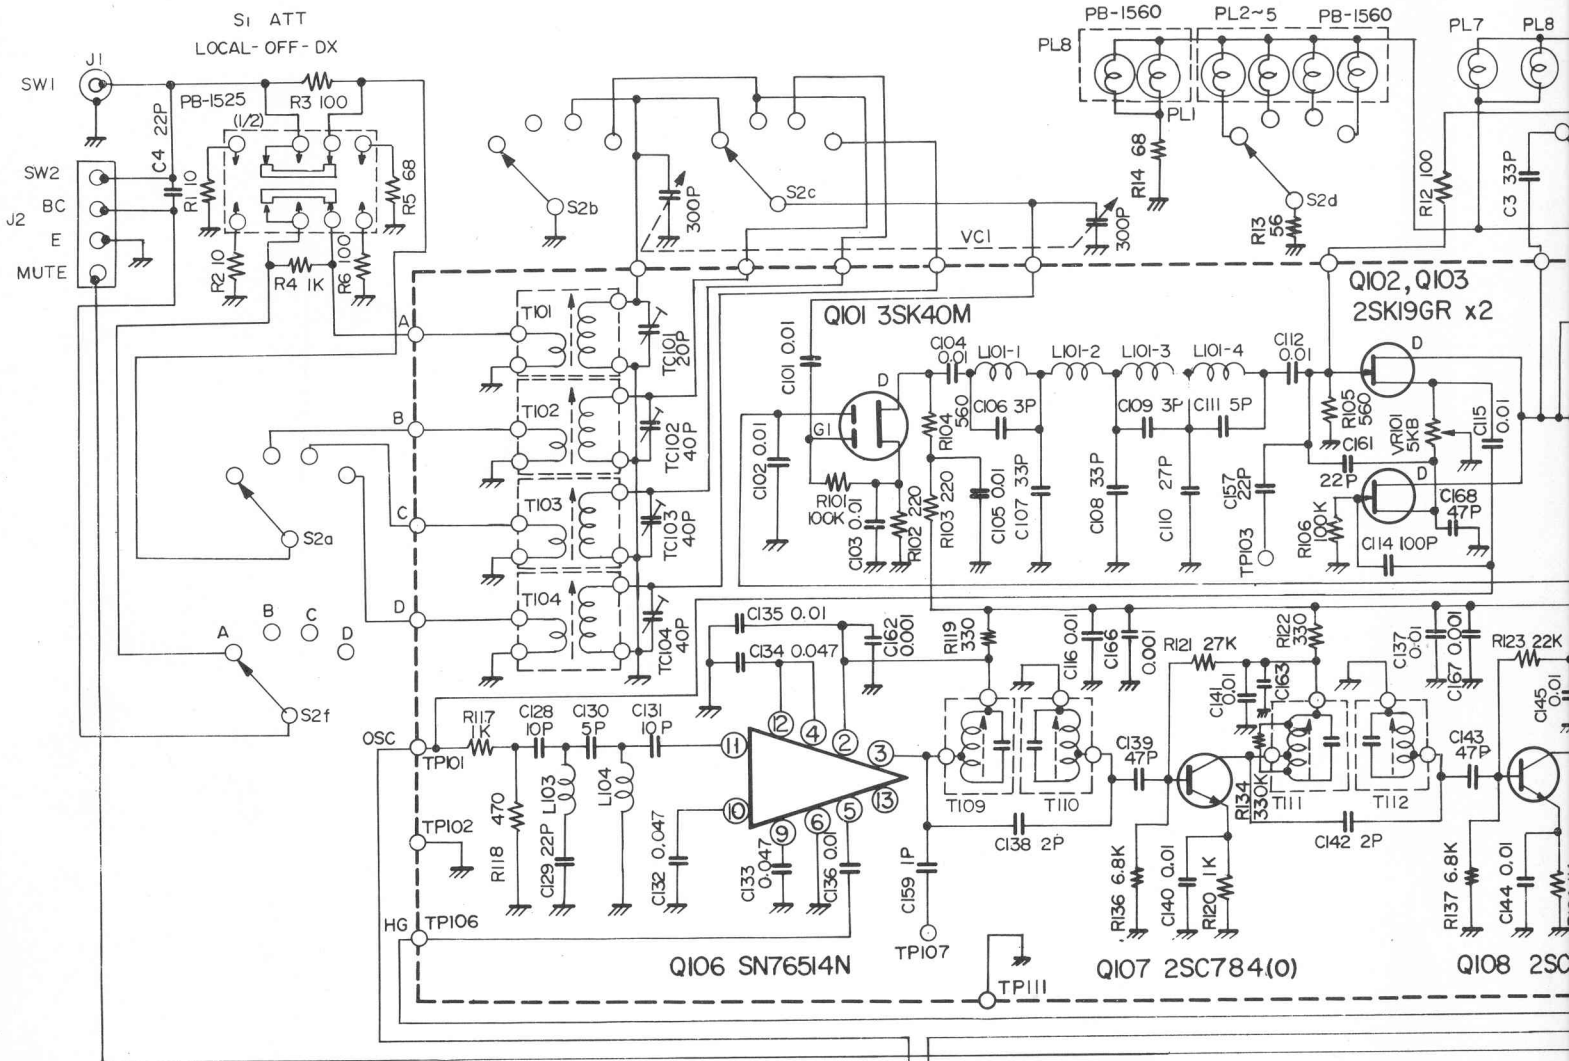 S1 ATT
LOCAL-OFF-DX
J1
SW1
PB-1525
(1/2)
R3 100
C4 22P
SW2
BC
J2
E
MUTE
R1 10
R5 68
R2 10
R4 1K
R6 100
S2b
300P
S2c
VC1
300P
PB-1560
PL2~5
PB-1560
PL8
PL1
R14 68
S2d
R13
56
PL7
PL8
R12 100
C3 33P
A
B
C
D
T101
TC101
20P
T102
TC102
40P
T103
TC103
40P
T104
TC104
40P
S2a
A
B
C
D
S2f
Q101 3SK40M
C101 0.01
C102 0.01
G1
D
R101
100K
C103 0.01
R102 220
C104
0.01
R104
560
R103 220
L101-1
L101-2
L101-3
L101-4
C106 3P
C109 3P
C111 5P
C105 0.01
C107 33P
C108 33P
C110 27P
C112
0.01
C157
22P
TP103
Q102,Q103
2SK19GR x2
D
R105
560
VR101
5KB
C115
0.01
C161
22P
D
R106
100K
C168
47P
C114 100P
OSC
TP101
R117
1K
C128
10P
C130
5P
C131
10P
R118 470
L103
L104
C129 22P
C132 0.047
TP102
HG
TP106
C135 0.01
C134 0.047
C162
0.001
11
12
4
2
3
10
9
6
5
13
C133
0.047
C136 0.01
Q106 SN76514N
R119
330
C116 0.01
C166
0.001
T109
T110
C138 2P
C159 1P
TP107
TP111
R121 27K
C139
47P
C141
0.01
C163
R122
330
R134
330K
T111
T112
C142 2P
R136 6.8K
C140 0.01
R120 1K
Q107 2SC784(O)
C137
0.01
C167 0.001
R123 22K
C143
47P
C145
0.01
R137 6.8K
C144 0.01
Q108 2SC